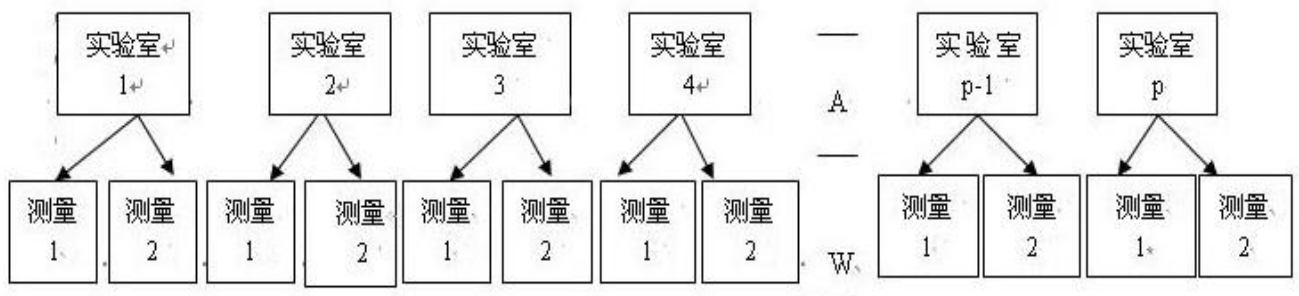 实验室↵ 实验室 实验室 实验室 实验室 实验室
1↵ 2↵ 3 4↵ A p-1 p
测量 测量 测量 测量 测量 测量 测量 测量 测量 测量 测量 测量
1 2 1 2 1 2 1 2 W 1 2 1 2